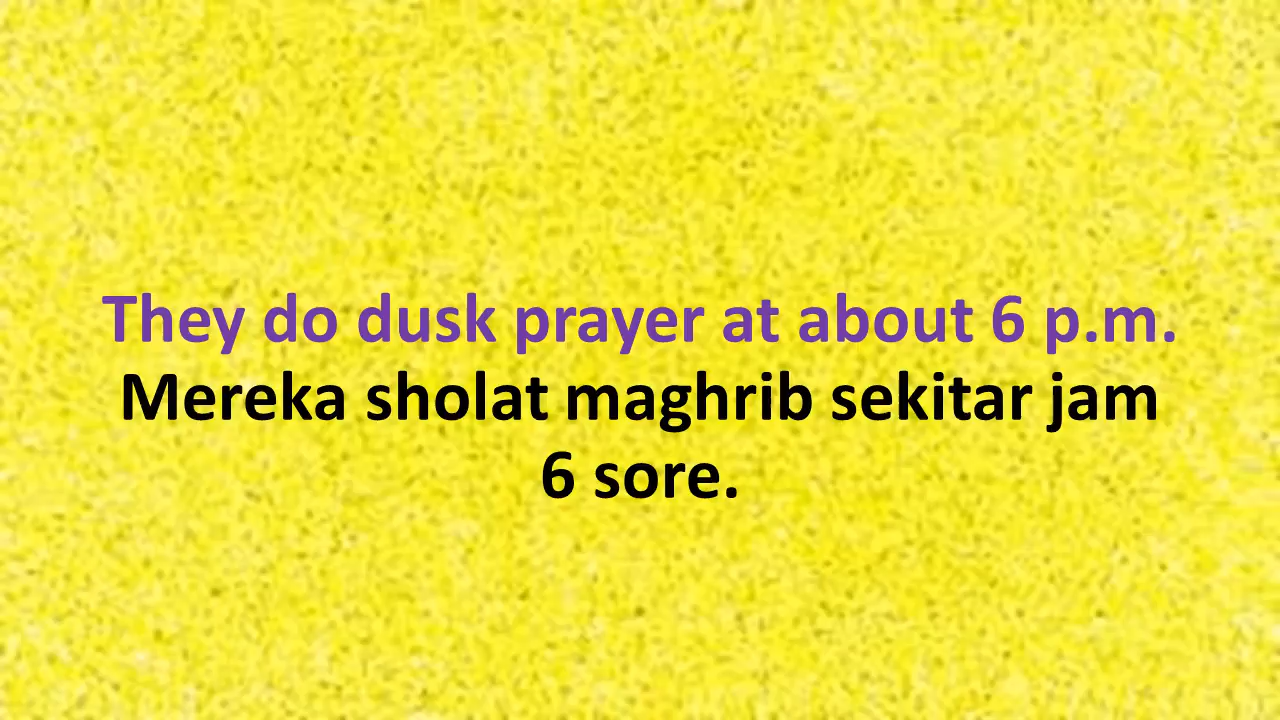 They do dusk prayer at about 6 p.m.
Mereka sholat maghrib sekitar jam
6 sore.